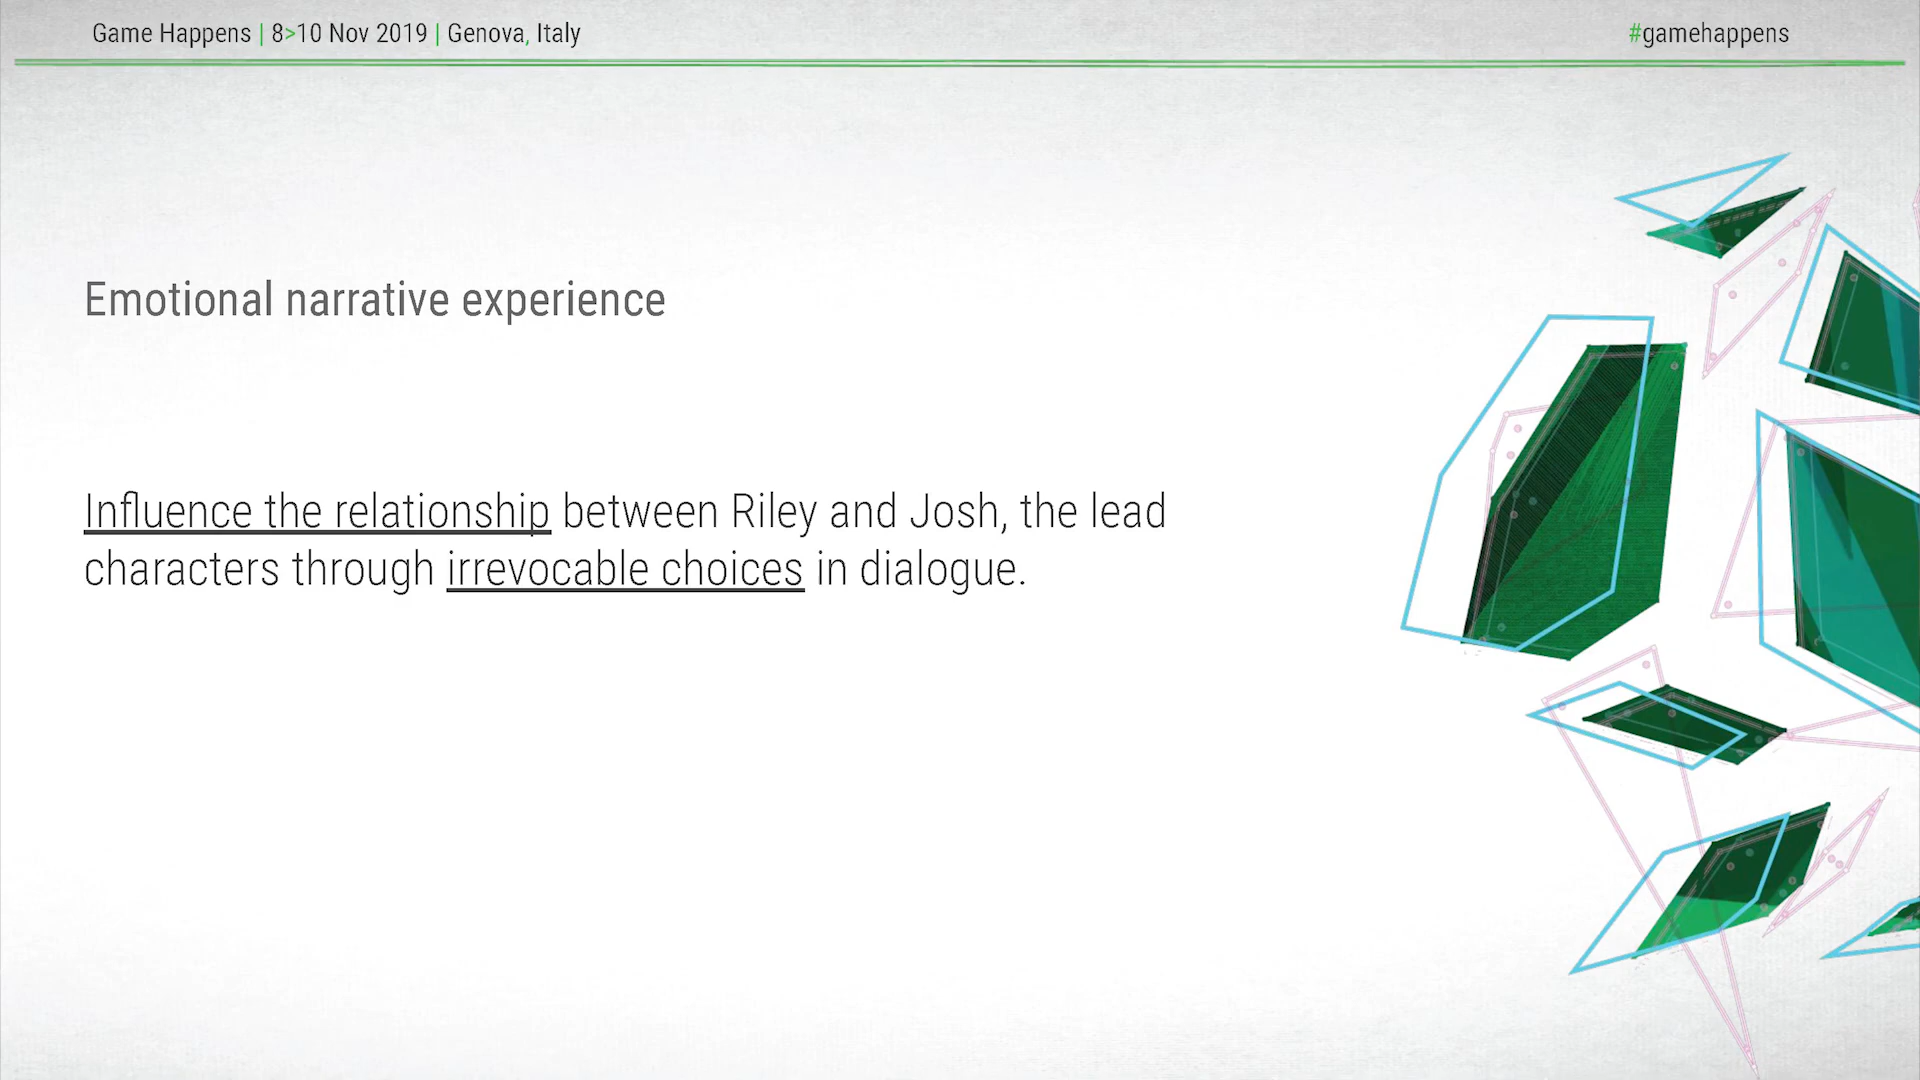 Game Happens | 8>10 Nov 2019 | Genova, Italy
#gamehappens
Emotional narrative experience
Influence the relationship between Riley and Josh, the lead
characters through irrevocable choices in dialogue.